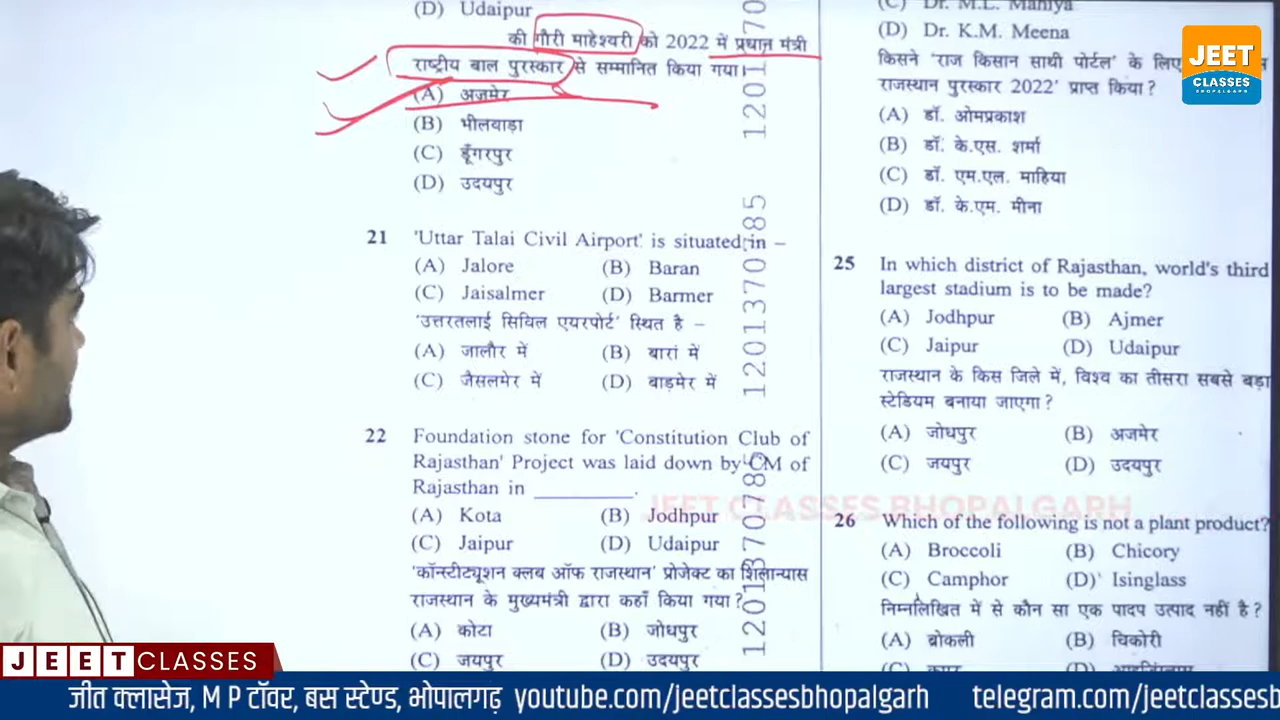 (D) Udaipur
की गौरी माहेश्वरी को 2022 में प्रधान मंत्री
राष्ट्रीय बाल पुरस्कार से सम्मानित किया गया।
(A) अजमेर
(B) भीलवाड़ा
(C) डूँगरपुर
(D) उदयपुर
21 'Uttar Talai Civil Airport' is situated in –
(A) Jalore (B) Baran
(C) Jaisalmer (D) Barmer
'उत्तरतलाई सिविल एयरपोर्ट' स्थित है –
(A) जालौर में (B) बारां में
(C) जैसलमेर में (D) बाड़मेर में
22 Foundation stone for 'Constitution Club of
Rajasthan' Project was laid down by CM of
Rajasthan in ________.
(A) Kota (B) Jodhpur
(C) Jaipur (D) Udaipur
'कॉन्स्टीट्यूशन क्लब ऑफ राजस्थान' प्रोजेक्ट का शिलान्यास
राजस्थान के मुख्यमंत्री द्वारा कहाँ किया गया?
(A) कोटा (B) जोधपुर
(C) जयपुर (D) उदयपुर
120137085
120137078
(C) Dr. M.L. Mahiya
(D) Dr. K.M. Meena
किसने 'राज किसान साथी पोर्टल' के लिए
राजस्थान पुरस्कार 2022' प्राप्त किया?
(A) डॉ. ओमप्रकाश
(B) डॉ. के.एस. शर्मा
(C) डॉ. एम.एल. माहिया
(D) डॉ. के.एम. मीना
25 In which district of Rajasthan, world's third
largest stadium is to be made?
(A) Jodhpur (B) Ajmer
(C) Jaipur (D) Udaipur
राजस्थान के किस जिले में, विश्व का तीसरा सबसे बड़ा
स्टेडियम बनाया जाएगा?
(A) जोधपुर (B) अजमेर
(C) जयपुर (D) उदयपुर
26 Which of the following is not a plant product?
(A) Broccoli (B) Chicory
(C) Camphor (D) Isinglass
निम्नलिखित में से कौन सा एक पादप उत्पाद नहीं है?
(A) ब्रोकली (B) चिकोरी
JEET CLASSES BHOPALGARH
JEET
CLASSES
BHOPALGARH
JEET CLASSES
जीत क्लासेज, M P टॉवर, बस स्टेण्ड, भोपालगढ़ youtube.com/jeetclassesbhopalgarh telegram.com/jeetclassesb